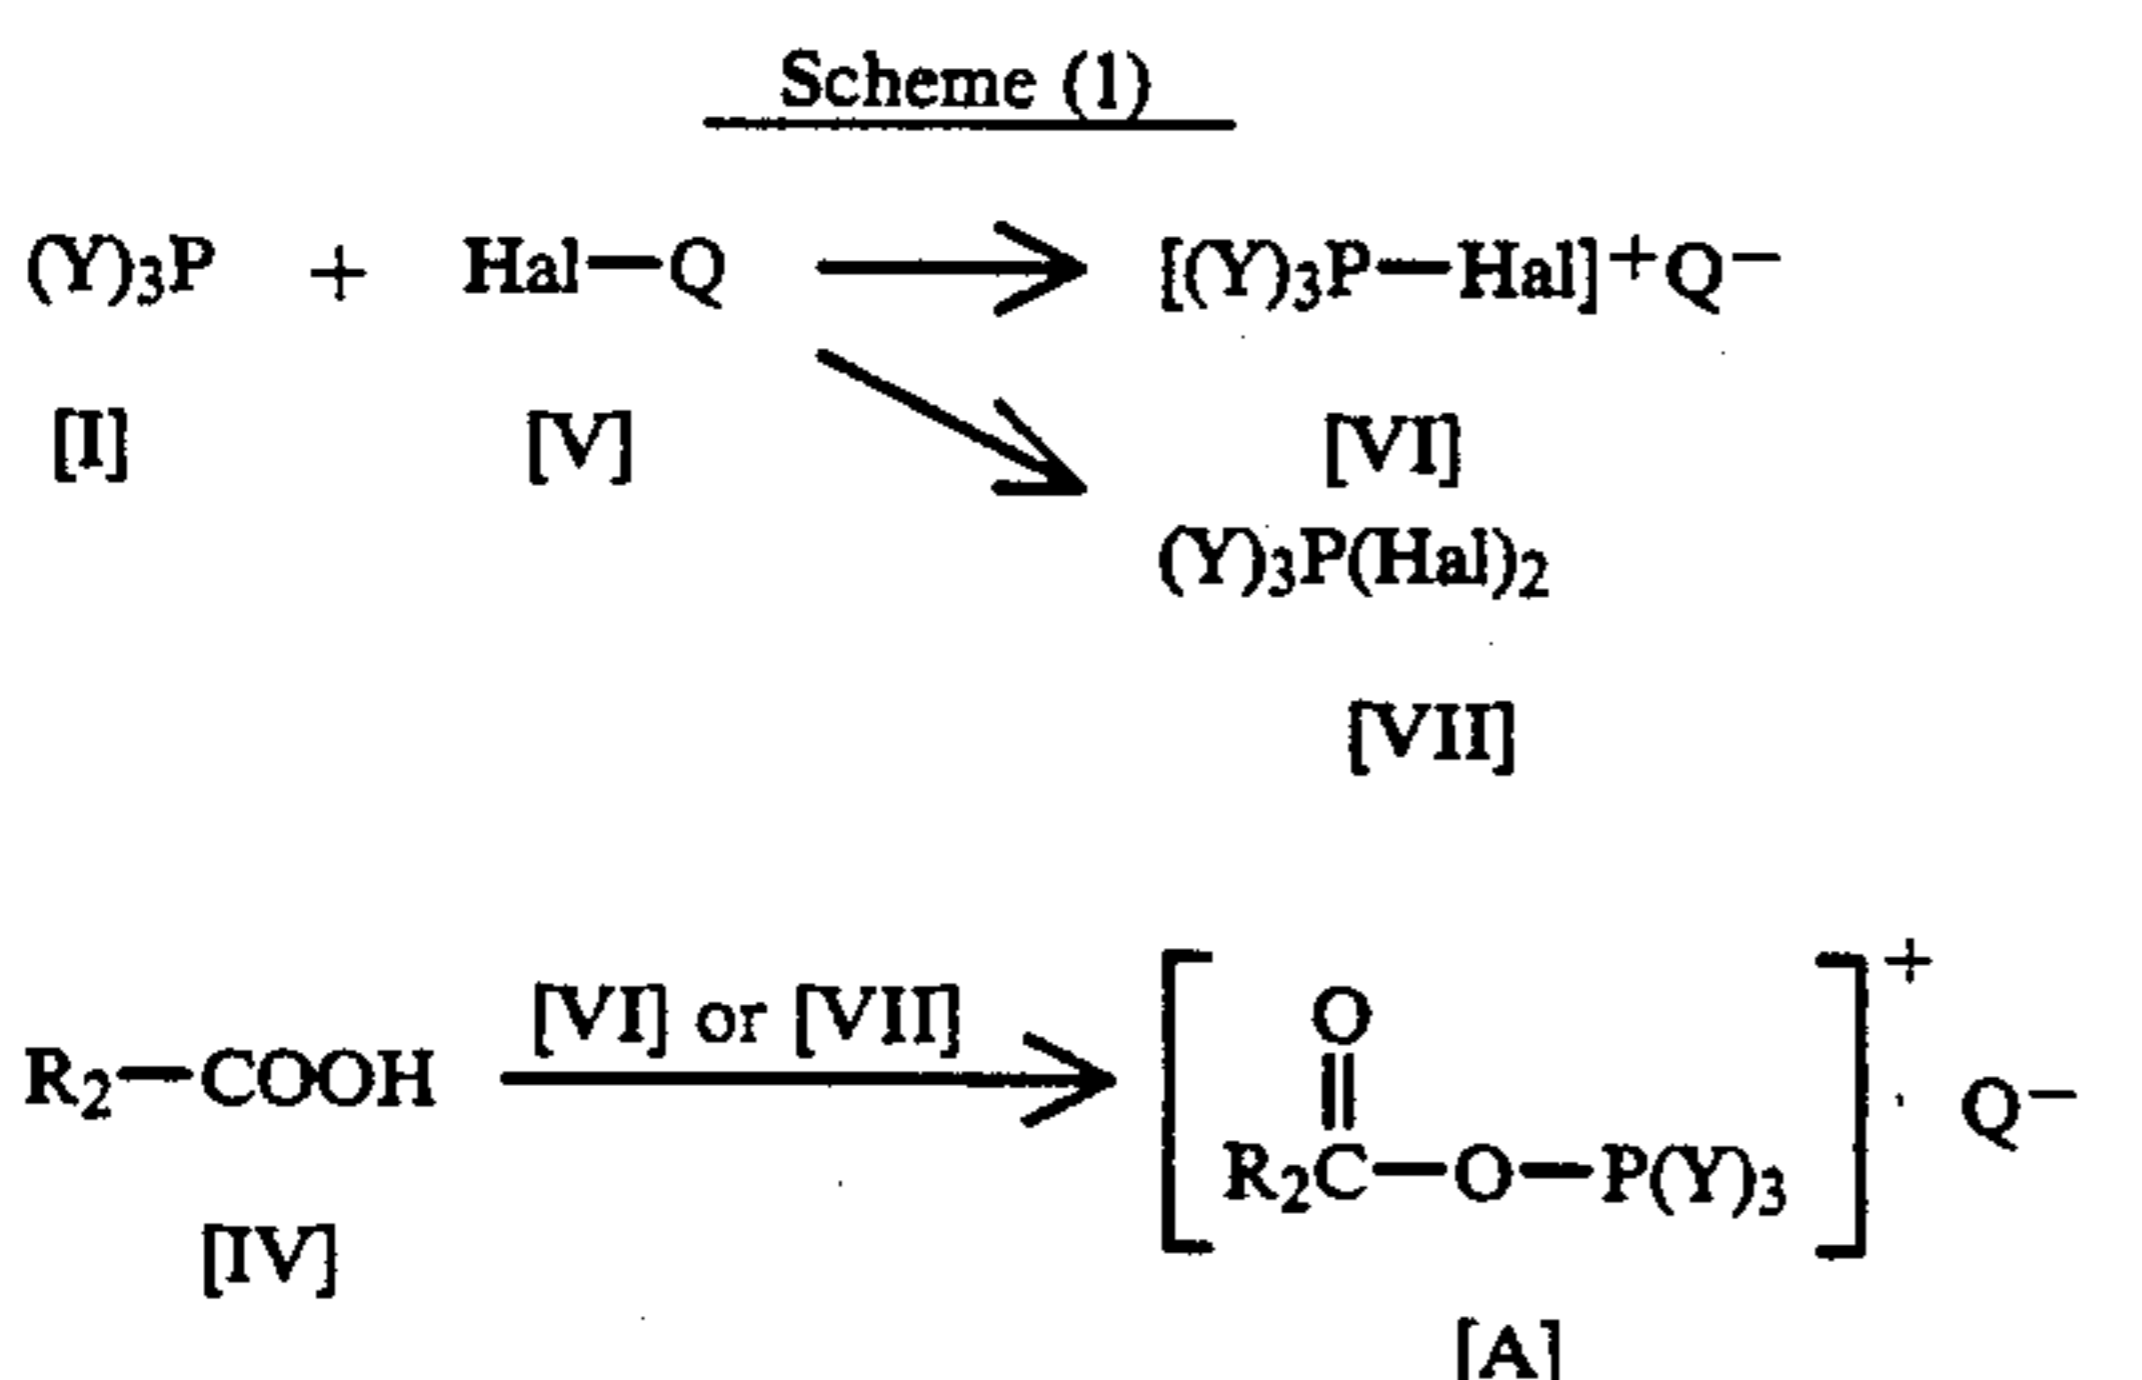 Scheme (1)
(Y)₃P + Hal—Q → [(Y)₃P—Hal]⁺Q⁻
[I] [V] [VI]
(Y)₃P(Hal)₂
[VII]
[VI] or [VII]
R₂—COOH → [R₂C(=O)—O—P(Y)₃]⁺ · Q⁻
[IV]
[A]